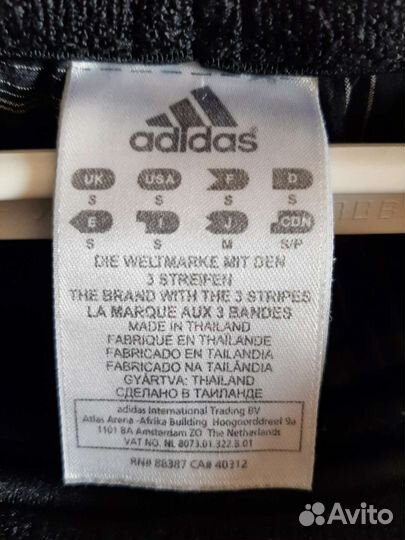 adidas
UK USA F D
S S S S
E I J CDN
S S M S/P
DIE WELTMARKE MIT DEN
3 STREIFEN
THE BRAND WITH THE 3 STRIPES
LA MARQUE AUX 3 BANDES
MADE IN THAILAND
FABRIQUÉ EN THAÏLANDE
FABRICADO EN TAILANDIA
FABRICADO NA TAILÂNDIA
GYÁRTVA: THAILAND
СДЕЛАНО В ТАИЛАНДЕ
adidas International Trading BV
Atlas Arena -Afrika Building Hoogoorddreef 9a
1101 BA Amsterdam ZO The Netherlands
VAT NO. NL 8073.01.322.B.01
RN# 88387 CA# 40312
Avito